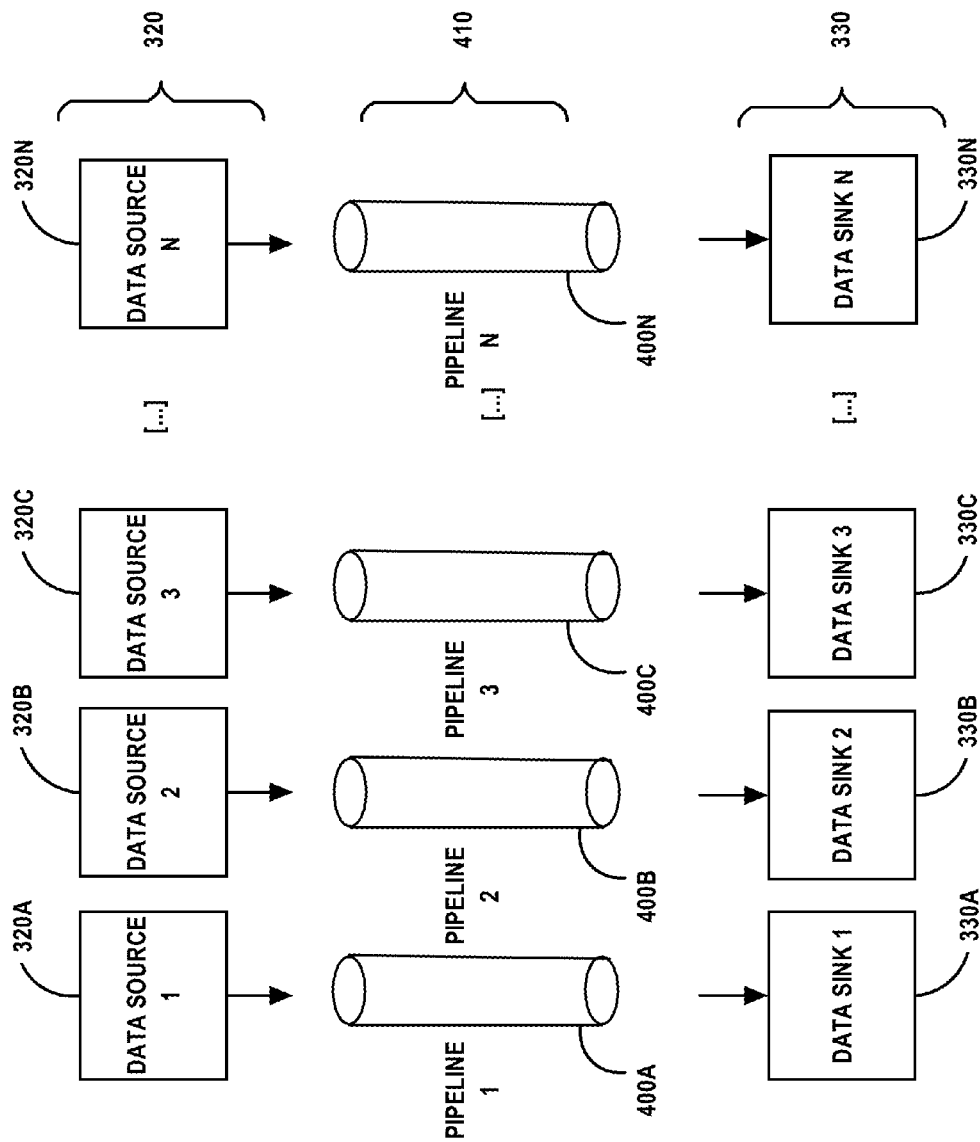 320A
320B
320C
320N
DATA SOURCE
1
DATA SOURCE
2
DATA SOURCE
3
[...]
DATA SOURCE
N
320
PIPELINE
1
PIPELINE
2
PIPELINE
3
PIPELINE
N
[...]
410
400A
400B
400C
400N
DATA SINK 1
DATA SINK 2
DATA SINK 3
[...]
DATA SINK N
330
330A
330B
330C
330N